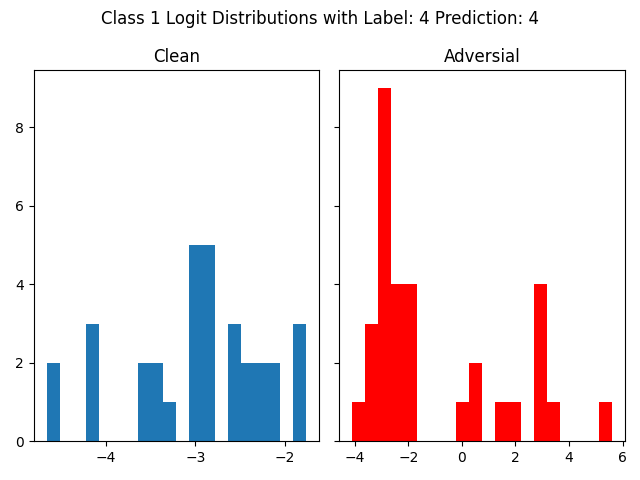 Class 1 Logit Distributions with Label: 4 Prediction: 4
Clean
Adversial
8
6
4
2
0
−4 −3 −2
−4 −2 0 2 4 6